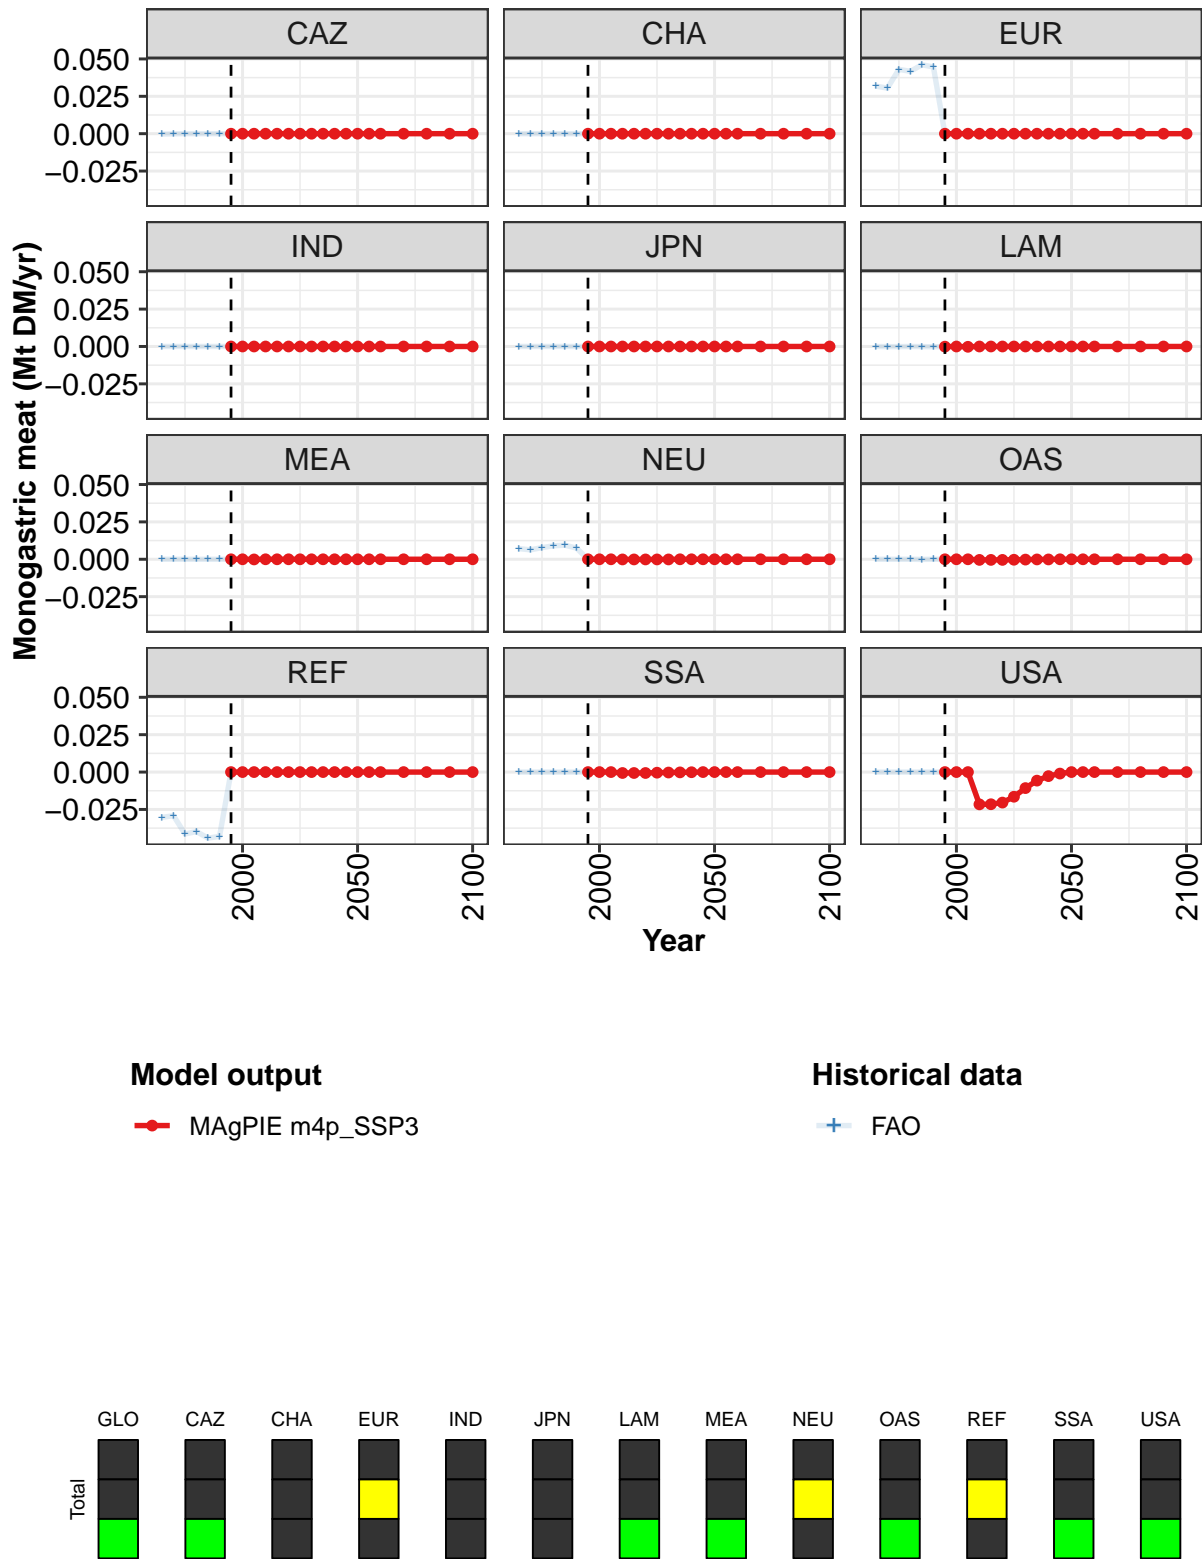 CAZ CHA EUR
0.050
0.025
0.000
−0.025
IND JPN LAM
0.050
0.025
0.000
−0.025
MEA NEU OAS
0.050
0.025
0.000
−0.025
REF SSA USA
0.050
0.025
0.000
−0.025
2000 2050 2100 2000 2050 2100 2000 2050 2100
Year
Monogastric meat (Mt DM/yr)
Model output Historical data
MAgPIE m4p_SSP3 FAO
GLO CAZ CHA EUR IND JPN LAM MEA NEU OAS REF SSA USA
Total